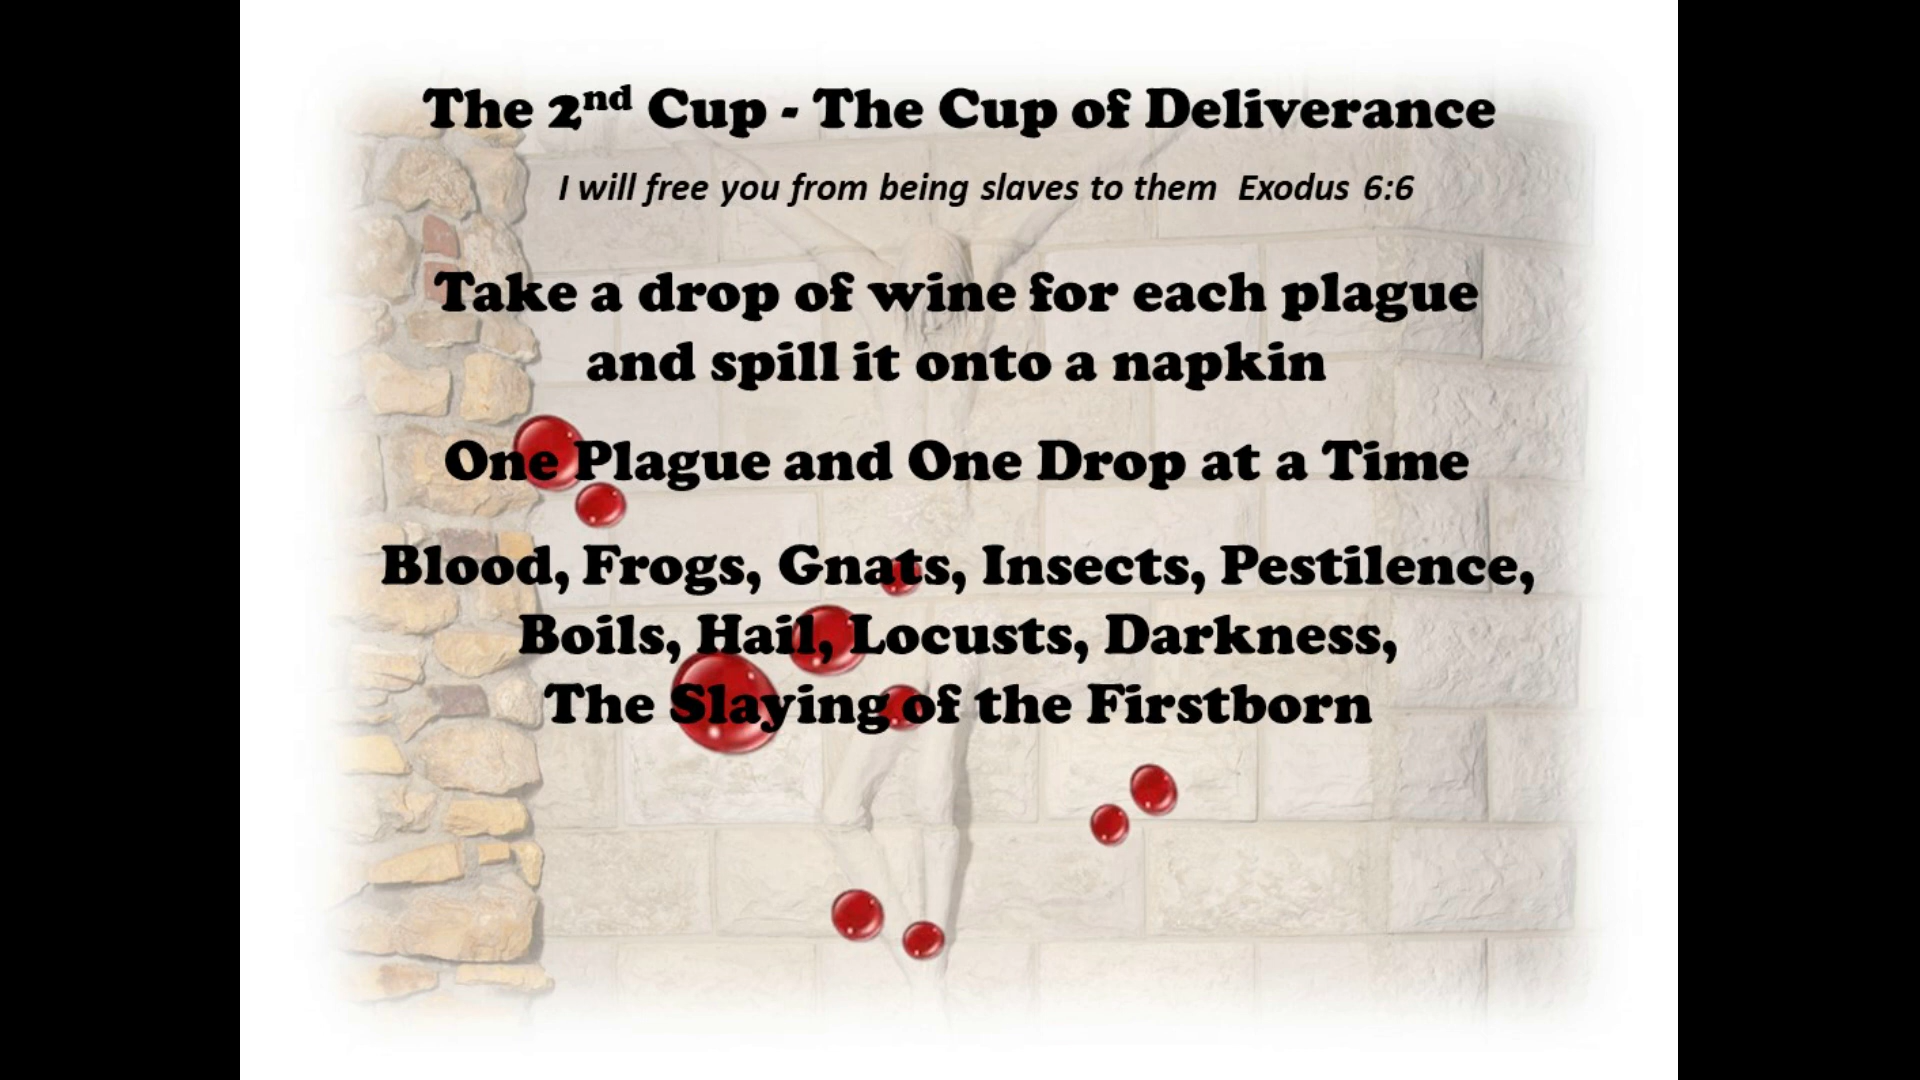 The 2nd Cup - The Cup of Deliverance
I will free you from being slaves to them  Exodus 6:6
Take a drop of wine for each plague
and spill it onto a napkin
One Plague and One Drop at a Time
Blood, Frogs, Gnats, Insects, Pestilence,
Boils, Hail, Locusts, Darkness,
The Slaying of the Firstborn